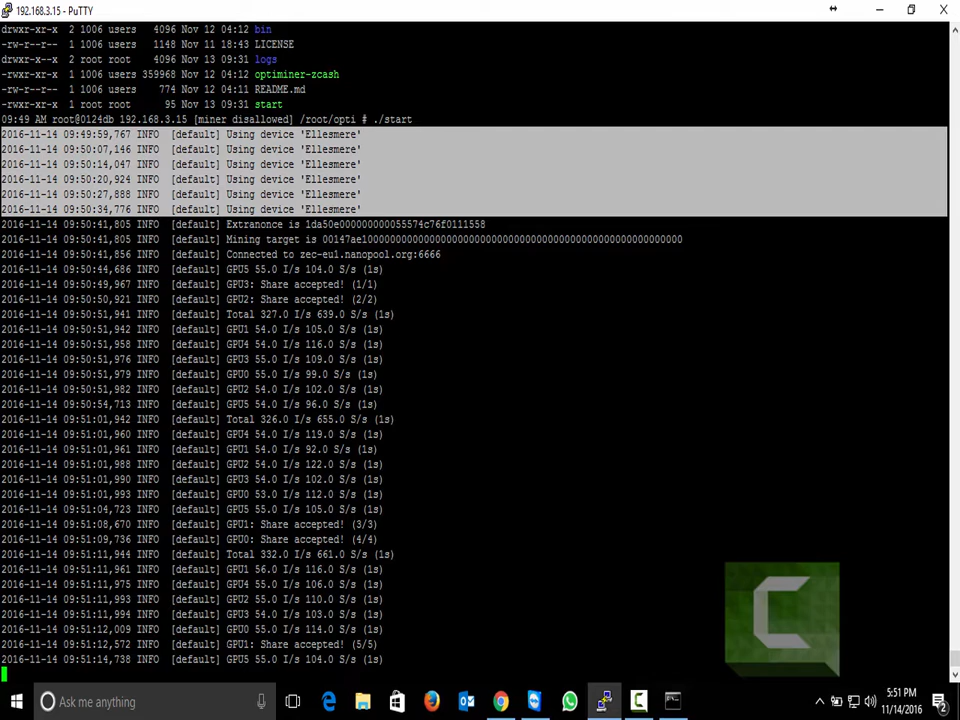 192.168.3.15 - PuTTY
drwxr-xr-x 2 1006 users 4096 Nov 12 04:12 bin
-rw-r--r-- 1 1006 users 1148 Nov 11 18:43 LICENSE
drwxr-x--x 2 root root 4096 Nov 13 09:31 logs
-rwxr-xr-x 1 1006 users 359968 Nov 12 04:12 optiminer-zcash
-rw-r--r-- 1 1006 users 774 Nov 12 04:11 README.md
-rwxr-xr-x 1 root root 95 Nov 13 09:31 start
09:49 AM root@0124db 192.168.3.15 [miner disallowed] /root/opti # ./start
2016-11-14 09:49:59,767 INFO [default] Using device 'Ellesmere'
2016-11-14 09:50:07,146 INFO [default] Using device 'Ellesmere'
2016-11-14 09:50:14,047 INFO [default] Using device 'Ellesmere'
2016-11-14 09:50:20,924 INFO [default] Using device 'Ellesmere'
2016-11-14 09:50:27,888 INFO [default] Using device 'Ellesmere'
2016-11-14 09:50:34,776 INFO [default] Using device 'Ellesmere'
2016-11-14 09:50:41,805 INFO [default] Extranonce is 1da50e000000000055574c76f0111558
2016-11-14 09:50:41,805 INFO [default] Mining target is 00147ae100000000000000000000000000000000000000000000000000000000
2016-11-14 09:50:41,856 INFO [default] Connected to zec-eu1.nanopool.org:6666
2016-11-14 09:50:44,686 INFO [default] GPU5 55.0 I/s 104.0 S/s (1s)
2016-11-14 09:50:49,967 INFO [default] GPU3: Share accepted! (1/1)
2016-11-14 09:50:50,921 INFO [default] GPU2: Share accepted! (2/2)
2016-11-14 09:50:51,941 INFO [default] Total 327.0 I/s 639.0 S/s (1s)
2016-11-14 09:50:51,942 INFO [default] GPU1 54.0 I/s 105.0 S/s (1s)
2016-11-14 09:50:51,958 INFO [default] GPU4 54.0 I/s 116.0 S/s (1s)
2016-11-14 09:50:51,976 INFO [default] GPU3 55.0 I/s 109.0 S/s (1s)
2016-11-14 09:50:51,979 INFO [default] GPU0 55.0 I/s 99.0 S/s (1s)
2016-11-14 09:50:51,982 INFO [default] GPU2 54.0 I/s 102.0 S/s (1s)
2016-11-14 09:50:54,713 INFO [default] GPU5 54.0 I/s 96.0 S/s (1s)
2016-11-14 09:51:01,942 INFO [default] Total 326.0 I/s 655.0 S/s (1s)
2016-11-14 09:51:01,960 INFO [default] GPU4 54.0 I/s 119.0 S/s (1s)
2016-11-14 09:51:01,961 INFO [default] GPU1 54.0 I/s 92.0 S/s (1s)
2016-11-14 09:51:01,988 INFO [default] GPU2 54.0 I/s 122.0 S/s (1s)
2016-11-14 09:51:01,990 INFO [default] GPU3 54.0 I/s 102.0 S/s (1s)
2016-11-14 09:51:01,993 INFO [default] GPU0 53.0 I/s 112.0 S/s (1s)
2016-11-14 09:51:04,723 INFO [default] GPU5 55.0 I/s 105.0 S/s (1s)
2016-11-14 09:51:08,670 INFO [default] GPU1: Share accepted! (3/3)
2016-11-14 09:51:09,736 INFO [default] GPU0: Share accepted! (4/4)
2016-11-14 09:51:11,944 INFO [default] Total 332.0 I/s 661.0 S/s (1s)
2016-11-14 09:51:11,961 INFO [default] GPU1 56.0 I/s 116.0 S/s (1s)
2016-11-14 09:51:11,975 INFO [default] GPU4 55.0 I/s 106.0 S/s (1s)
2016-11-14 09:51:11,993 INFO [default] GPU2 55.0 I/s 110.0 S/s (1s)
2016-11-14 09:51:11,994 INFO [default] GPU3 54.0 I/s 103.0 S/s (1s)
2016-11-14 09:51:12,009 INFO [default] GPU0 55.0 I/s 114.0 S/s (1s)
2016-11-14 09:51:12,572 INFO [default] GPU1: Share accepted! (5/5)
2016-11-14 09:51:14,738 INFO [default] GPU5 55.0 I/s 104.0 S/s (1s)
Ask me anything
5:51 PM
11/14/2016
2